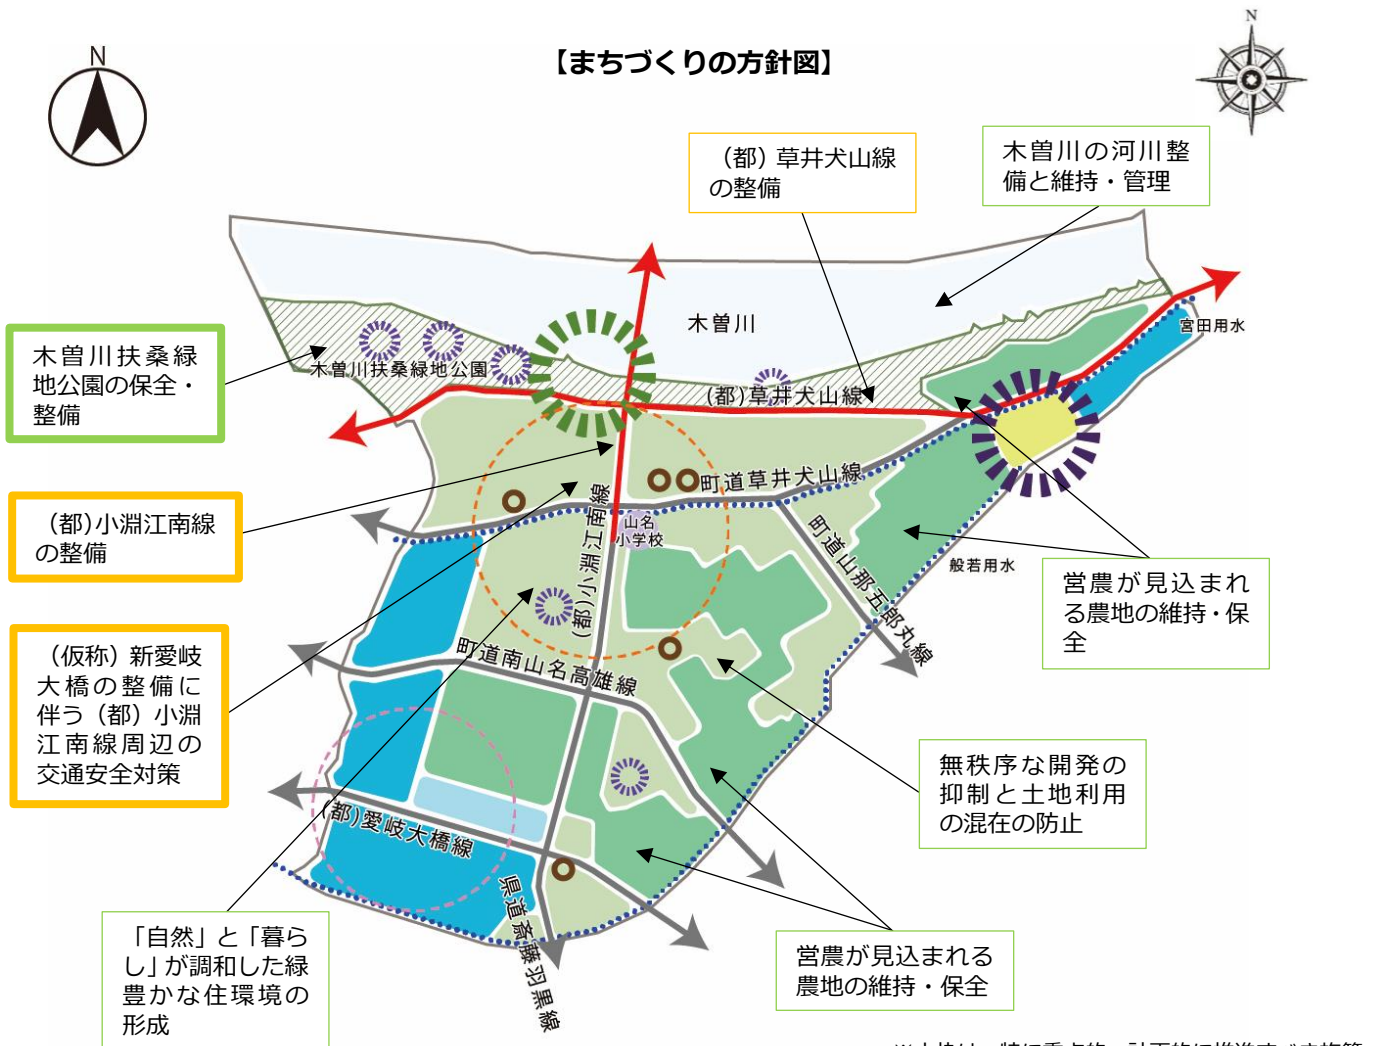 【まちづくりの方針図】
N
N
（都）草井犬山線
の整備
木曽川の河川整
備と維持・管理
木曽川
宮田用水
木曽川扶桑緑
地公園の保全・
整備
木曽川扶桑緑地公園
(都)草井犬山線
町道草井犬山線
(都)小淵江南線
の整備
(都)小淵江南線
山名
小学校
町道山那五郎丸線
般若用水
営農が見込まれ
る農地の維持・保
全
（仮称）新愛岐
大橋の整備に
伴う（都）小淵
江南線周辺の
交通安全対策
町道南山名高雄線
無秩序な開発の
抑制と土地利用
の混在の防止
(都)愛岐大橋線
県道斎藤羽黒線
「自然」と「暮ら
し」が調和した緑
豊かな住環境の
形成
営農が見込まれる
農地の維持・保全